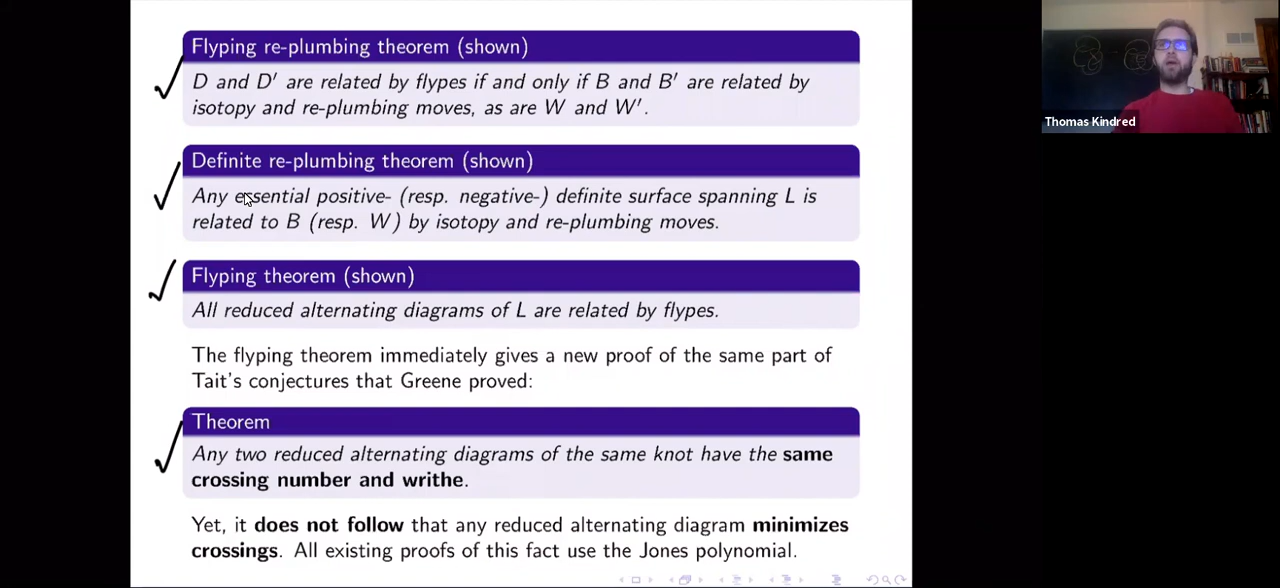 Flyping re-plumbing theorem (shown)
D and D′ are related by flypes if and only if B and B′ are related by
isotopy and re-plumbing moves, as are W and W′.
Definite re-plumbing theorem (shown)
Any essential positive- (resp. negative-) definite surface spanning L is
related to B (resp. W) by isotopy and re-plumbing moves.
Flyping theorem (shown)
All reduced alternating diagrams of L are related by flypes.
The flyping theorem immediately gives a new proof of the same part of
Tait's conjectures that Greene proved:
Theorem
Any two reduced alternating diagrams of the same knot have the same
crossing number and writhe.
Yet, it does not follow that any reduced alternating diagram minimizes
crossings. All existing proofs of this fact use the Jones polynomial.
Thomas Kindred